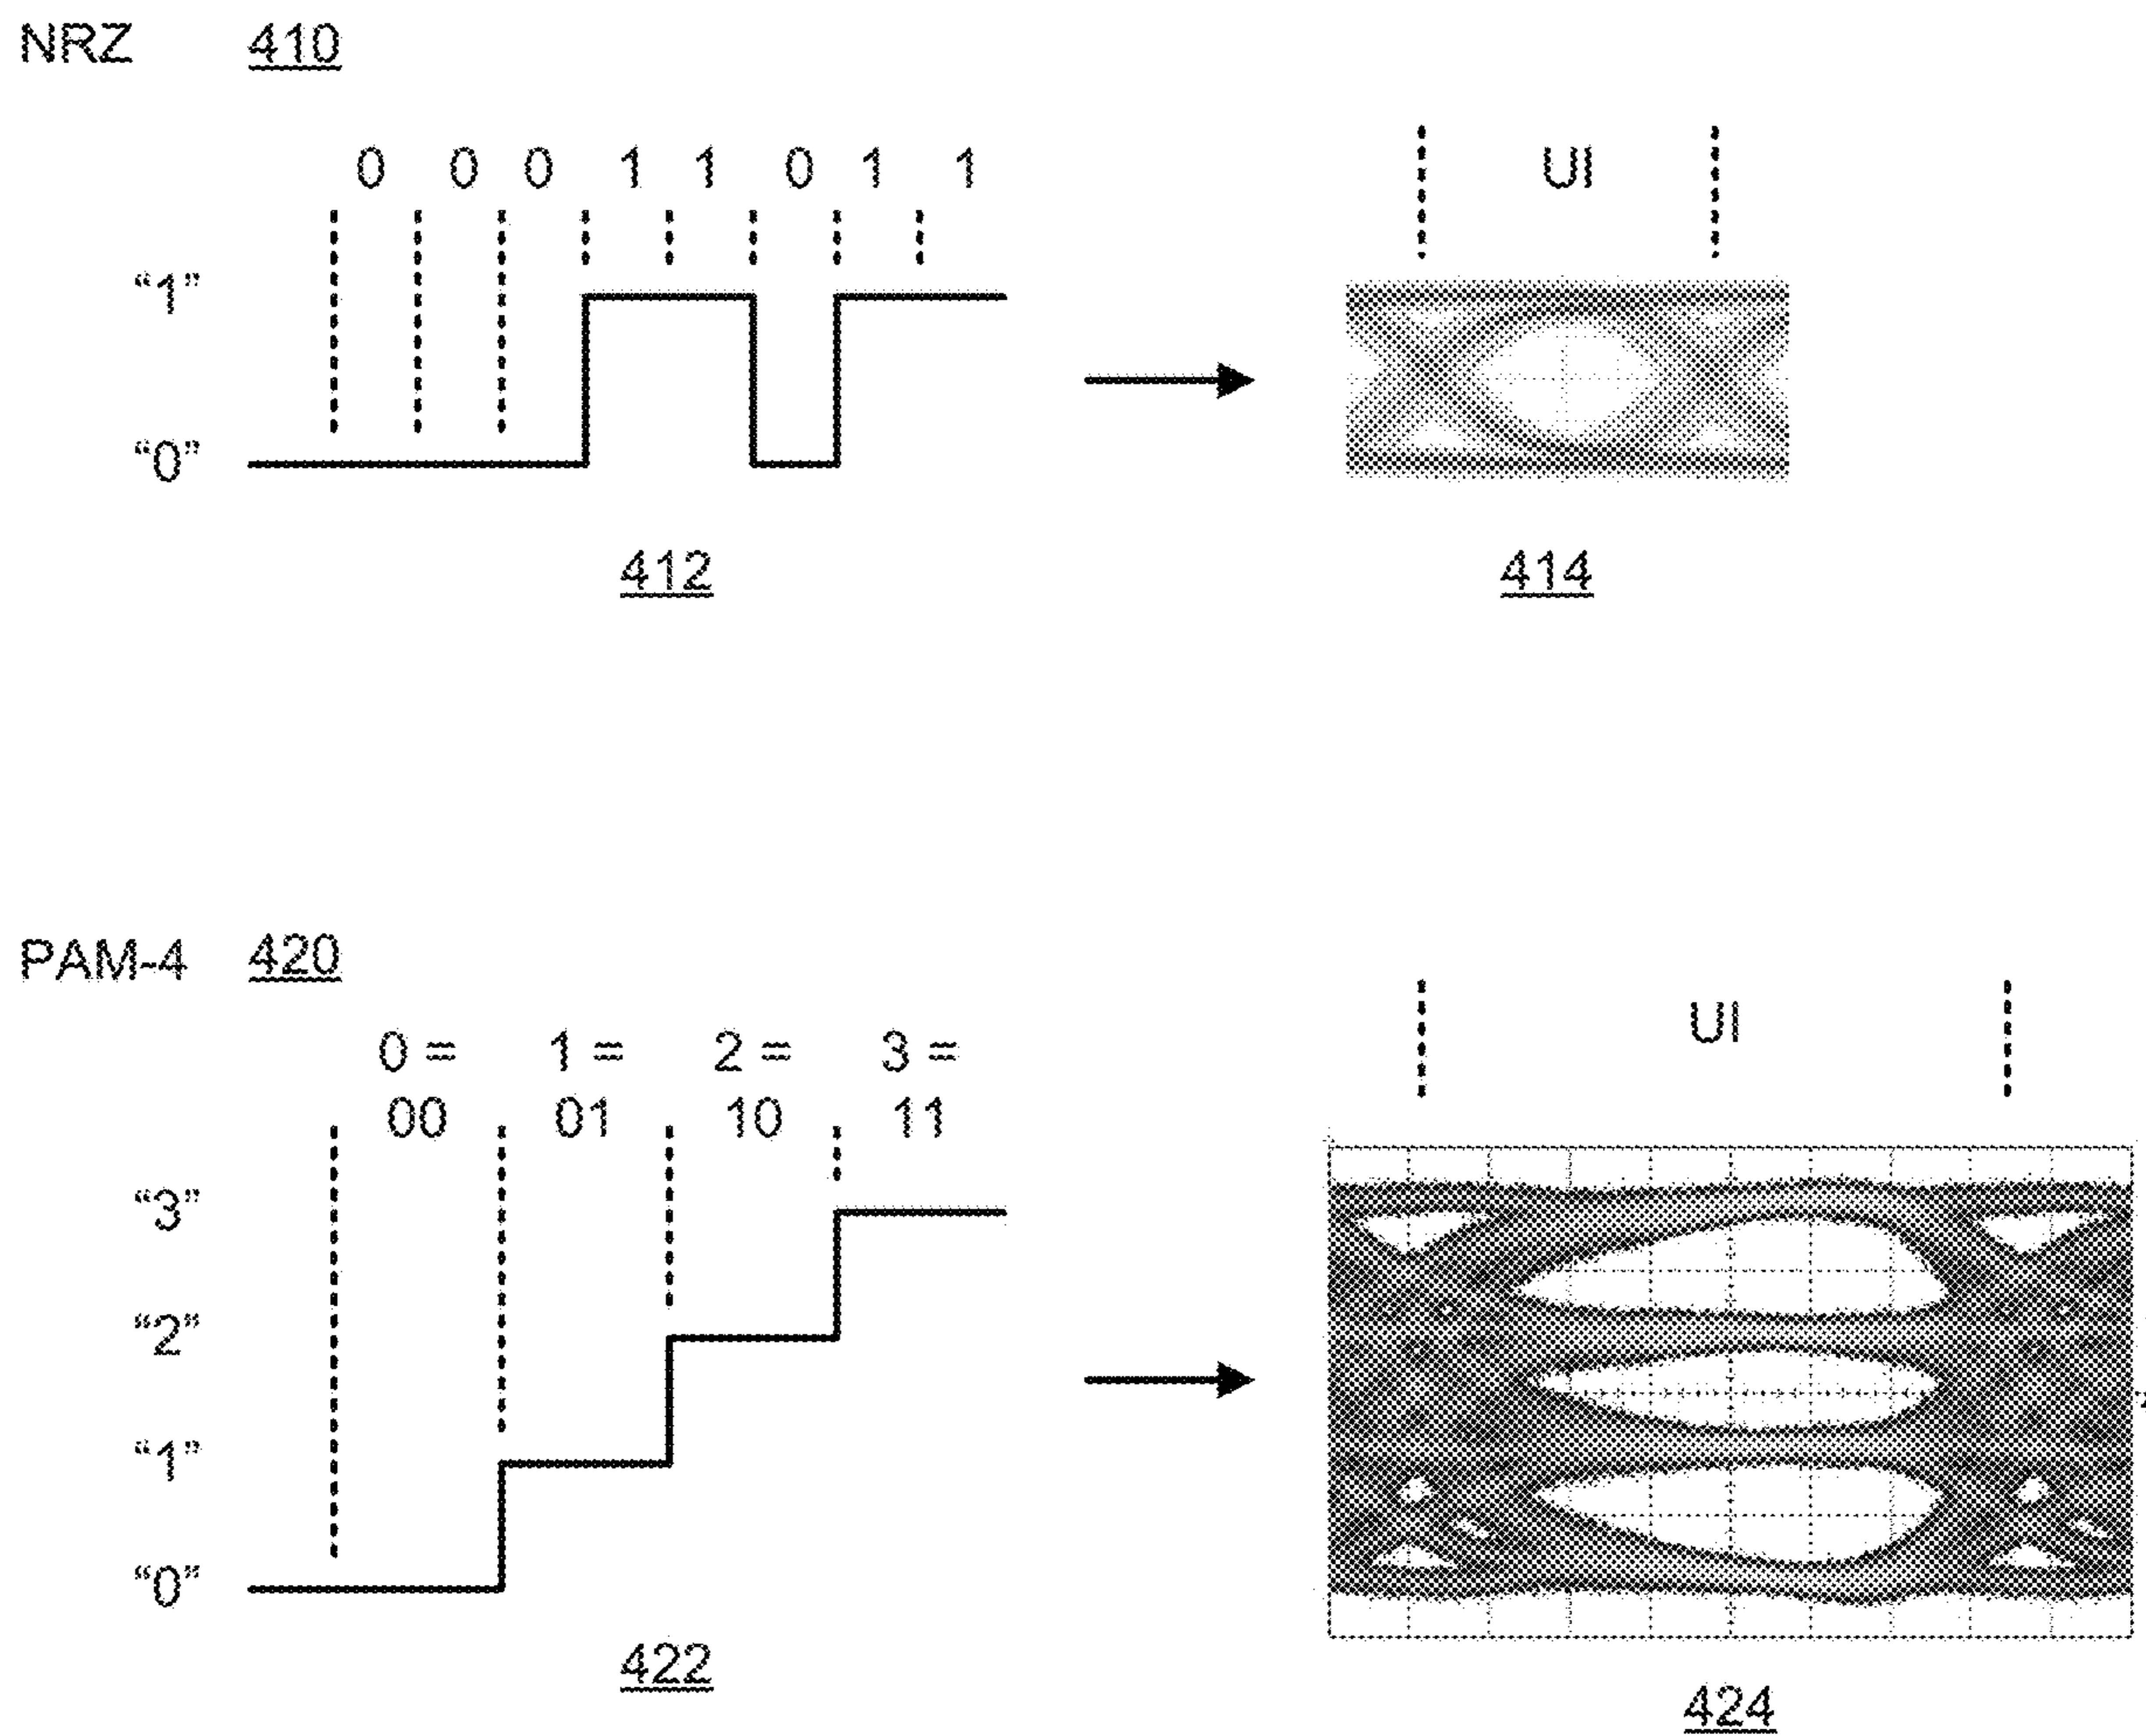 NRZ 410
0 0 0 1 1 0 1 1
UI
“1”
“0”
412
414
PAM-4 420
0 = 1 = 2 = 3 =
00 01 10 11
UI
“3”
“2”
“1”
“0”
422
424